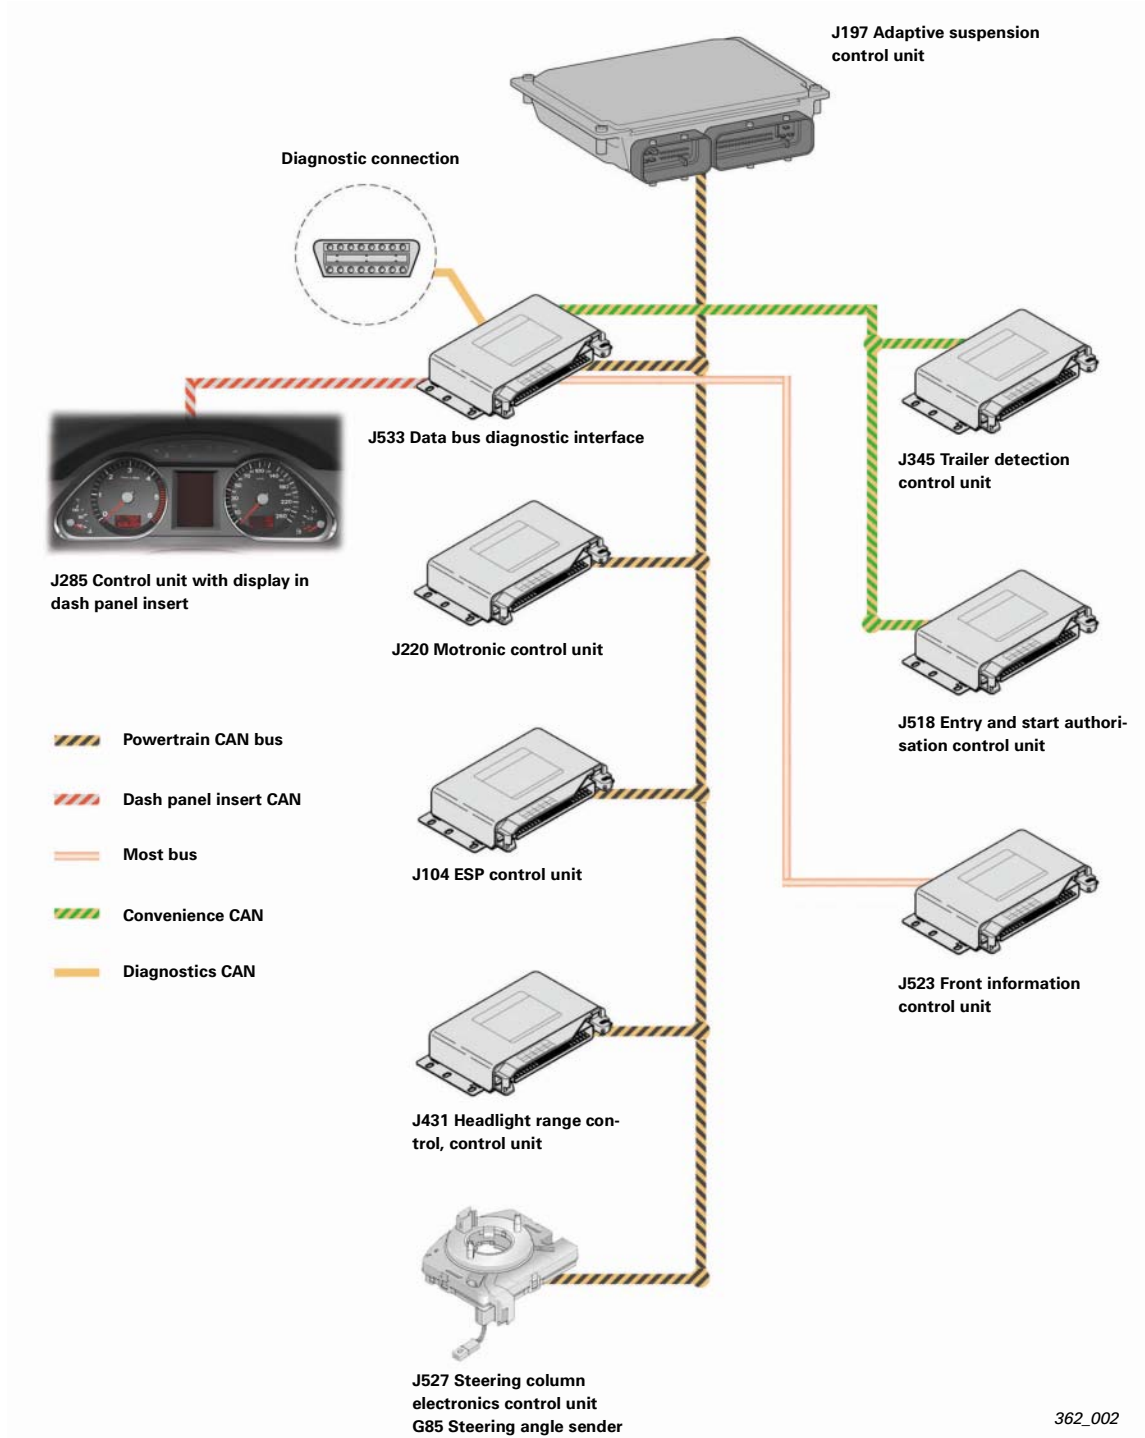 J197 Adaptive suspension
control unit
Diagnostic connection
J533 Data bus diagnostic interface
J345 Trailer detection
control unit
J285 Control unit with display in
dash panel insert
J220 Motronic control unit
J518 Entry and start authori-
sation control unit
Powertrain CAN bus
Dash panel insert CAN
Most bus
Convenience CAN
Diagnostics CAN
J104 ESP control unit
J523 Front information
control unit
J431 Headlight range con-
trol, control unit
J527 Steering column
electronics control unit
G85 Steering angle sender
362_002